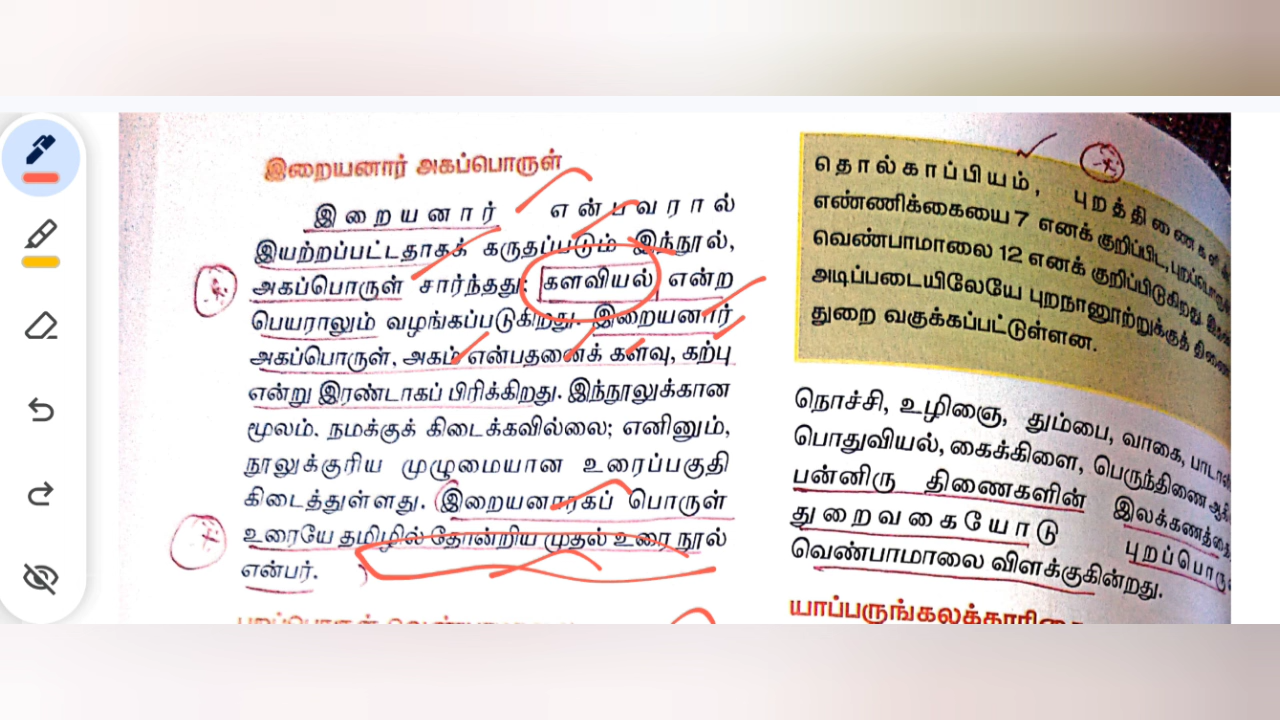 இறையனார் அகப்பொருள்
இறையனார் என்பவரால்
இயற்றப்பட்டதாகக் கருதப்படும் இந்நூல்,
அகப்பொருள் சார்ந்தது; களவியல் என்ற
பெயராலும் வழங்கப்படுகிறது. இறையனார்
அகப்பொருள், அகம் என்பதனைக் களவு, கற்பு
என்று இரண்டாகப் பிரிக்கிறது. இந்நூலுக்கான
மூலம். நமக்குக் கிடைக்கவில்லை; எனினும்,
நூலுக்குரிய முழுமையான உரைப்பகுதி
கிடைத்துள்ளது. இறையனாரகப் பொருள்
உரையே தமிழில் தோன்றிய முதல் உரை நூல்
என்பர்.
தொல்காப்பியம், புறத்திணைகளின்
எண்ணிக்கையை 7 எனக் குறிப்பிட,
வெண்பாமாலை 12 எனக் குறிப்பிடுகிறது.
அடிப்படையிலேயே புறநானூற்றுக்குத்
துறை வகுக்கப்பட்டுள்ளன.
நொச்சி, உழிஞை, தும்பை, வாகை,
பொதுவியல், கைக்கிளை, பெருந்திணை
பன்னிரு திணைகளின் இலக்கணத்தை
துறைவகையோடு
வெண்பாமாலை விளக்குகின்றது.